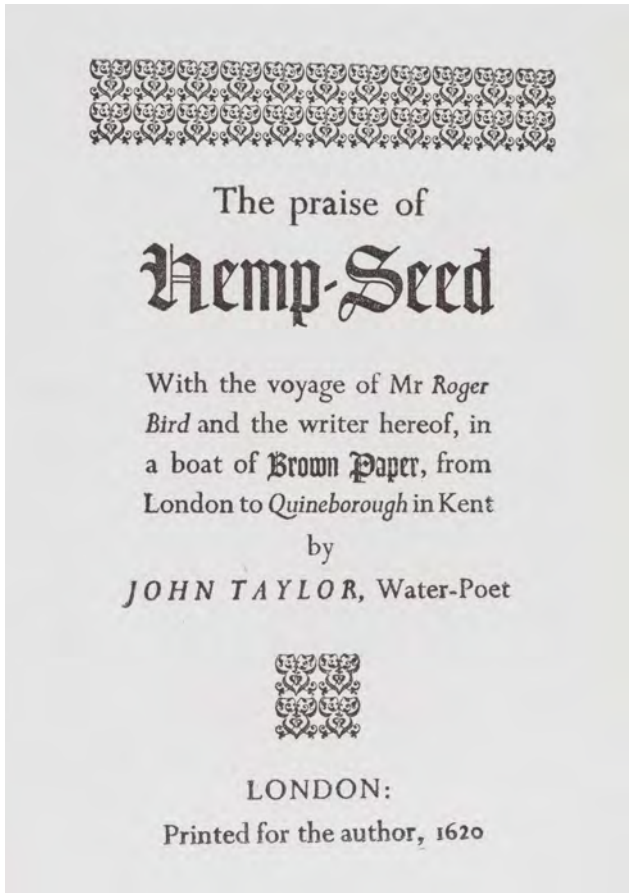 The praise of
Hemp-Seed
With the voyage of Mr Roger
Bird and the writer hereof, in
a boat of Brown Paper, from
London to Quineborough in Kent
by
JOHN TAYLOR, Water-Poet
LONDON:
Printed for the author, 1620